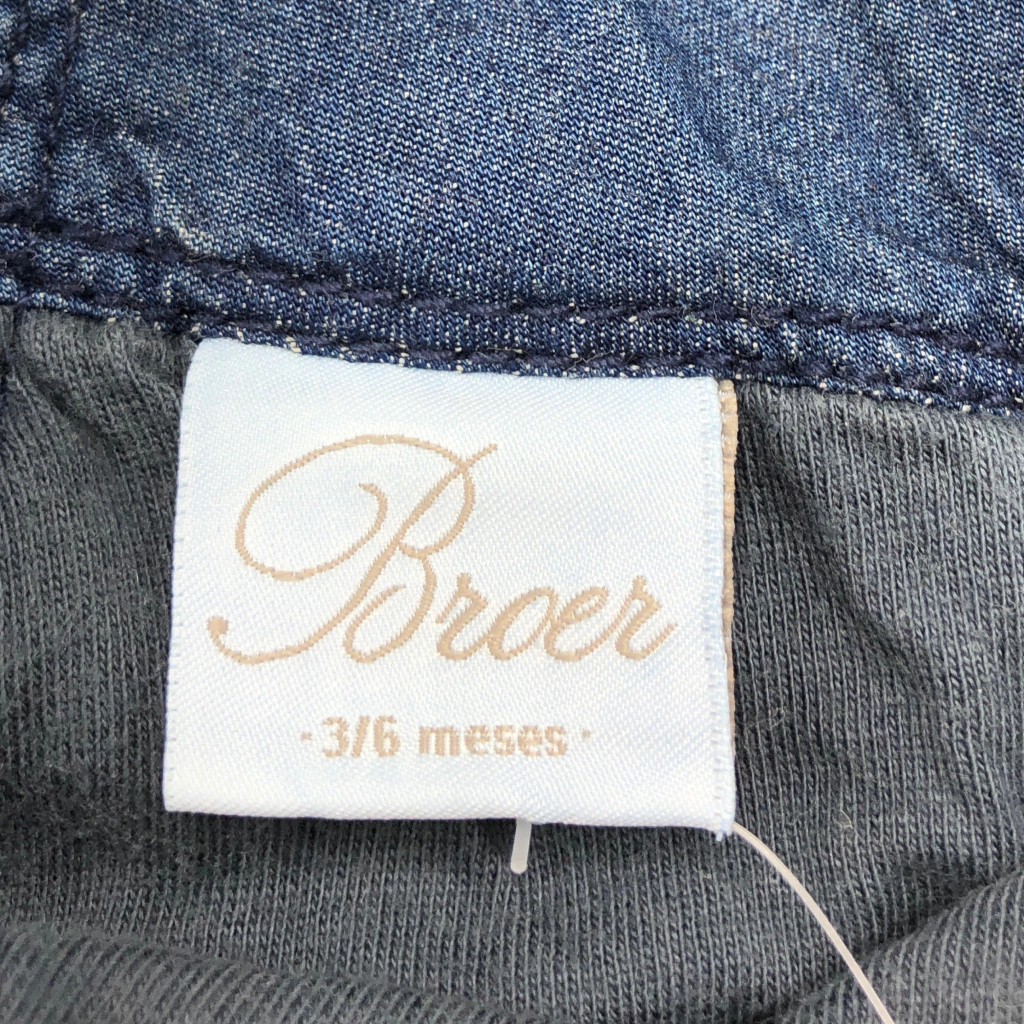 Broer
· 3/6 meses ·